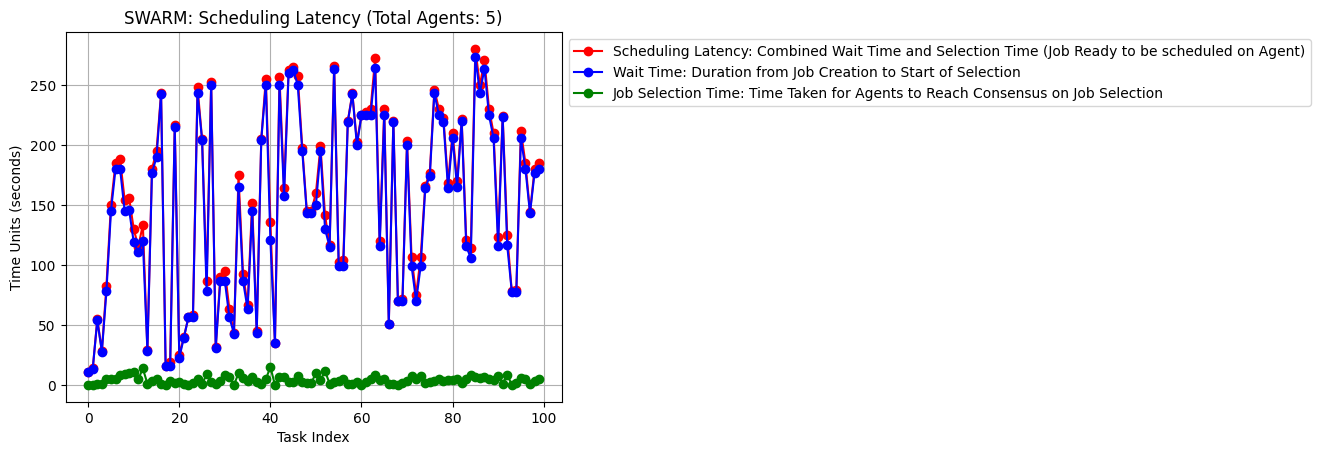 SWARM: Scheduling Latency (Total Agents: 5)
Scheduling Latency: Combined Wait Time and Selection Time (Job Ready to be scheduled on Agent)
Wait Time: Duration from Job Creation to Start of Selection
Job Selection Time: Time Taken for Agents to Reach Consensus on Job Selection
Time Units (seconds)
250
200
150
100
50
0
0 20 40 60 80 100
Task Index